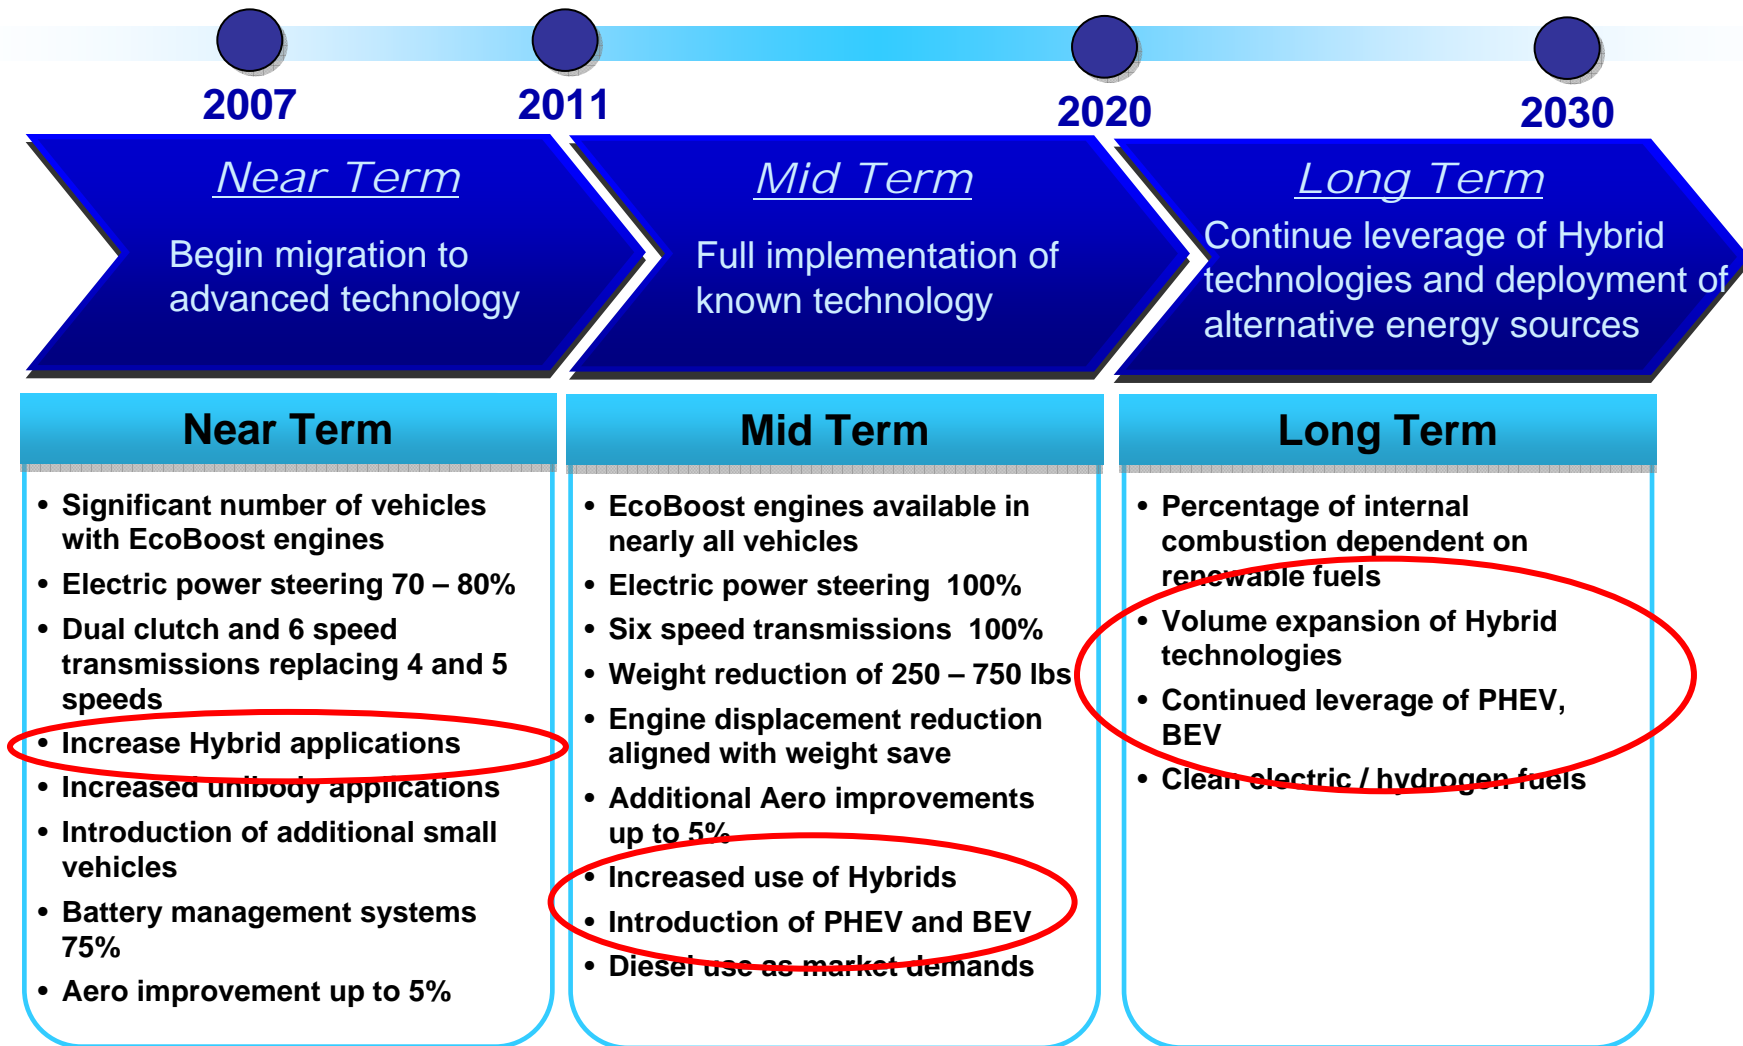 2007
2011
2020
2030
Near Term
Begin migration to
advanced technology
Mid Term
Full implementation of
known technology
Long Term
Continue leverage of Hybrid
technologies and deployment of
alternative energy sources
Near Term
• Significant number of vehicles
with EcoBoost engines
• Electric power steering 70 – 80%
• Dual clutch and 6 speed
transmissions replacing 4 and 5
speeds
• Increase Hybrid applications
• Increased unibody applications
• Introduction of additional small
vehicles
• Battery management systems
75%
• Aero improvement up to 5%
Mid Term
• EcoBoost engines available in
nearly all vehicles
• Electric power steering 100%
• Six speed transmissions 100%
• Weight reduction of 250 – 750 lbs
• Engine displacement reduction
aligned with weight save
• Additional Aero improvements
up to 5%
• Increased use of Hybrids
• Introduction of PHEV and BEV
• Diesel use as market demands
Long Term
• Percentage of internal
combustion dependent on
renewable fuels
• Volume expansion of Hybrid
technologies
• Continued leverage of PHEV,
BEV
• Clean electric / hydrogen fuels